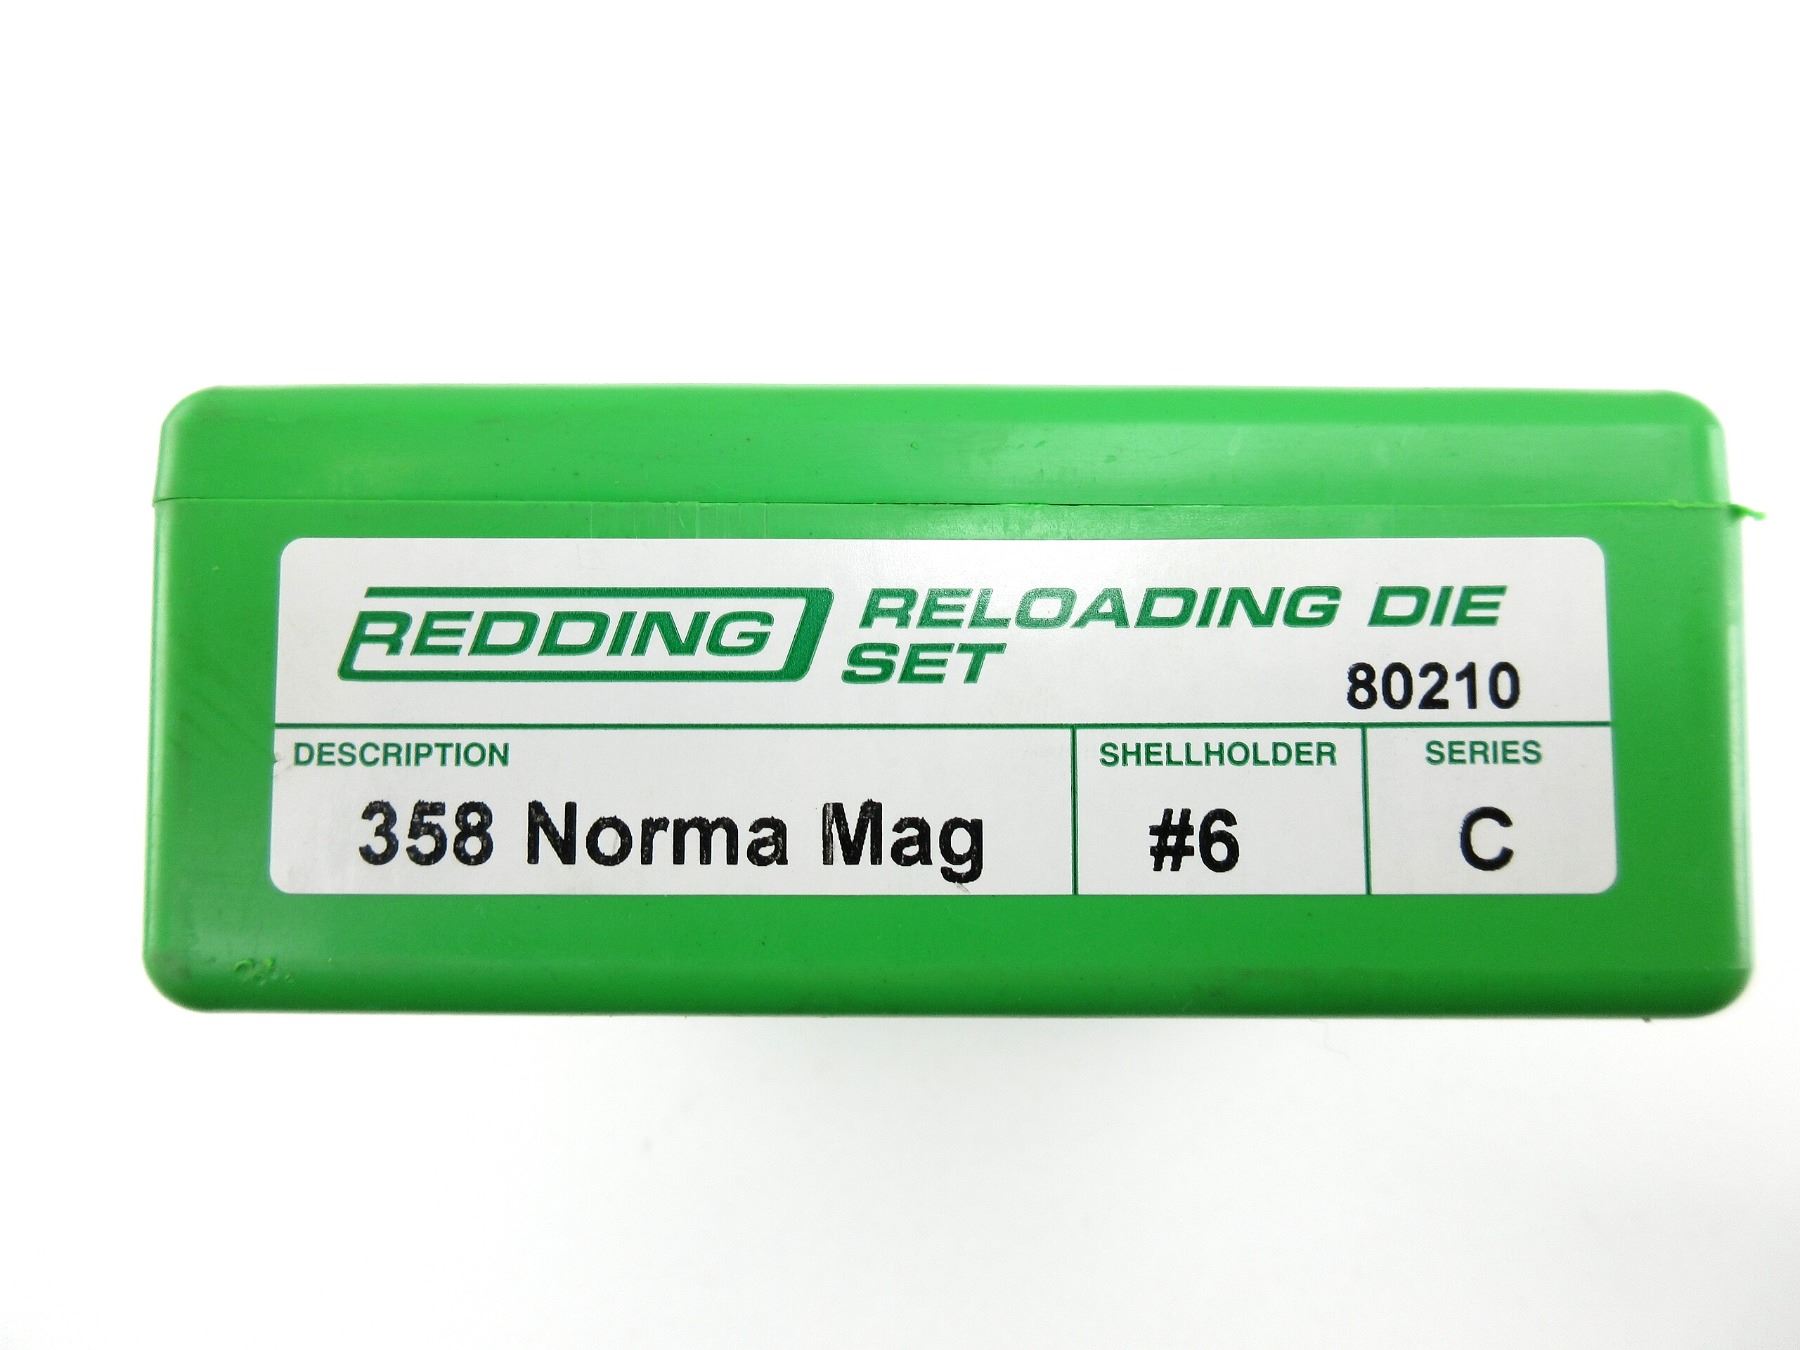 REDDING RELOADING DIE
SET
80210
DESCRIPTION SHELLHOLDER SERIES
358 Norma Mag #6 C